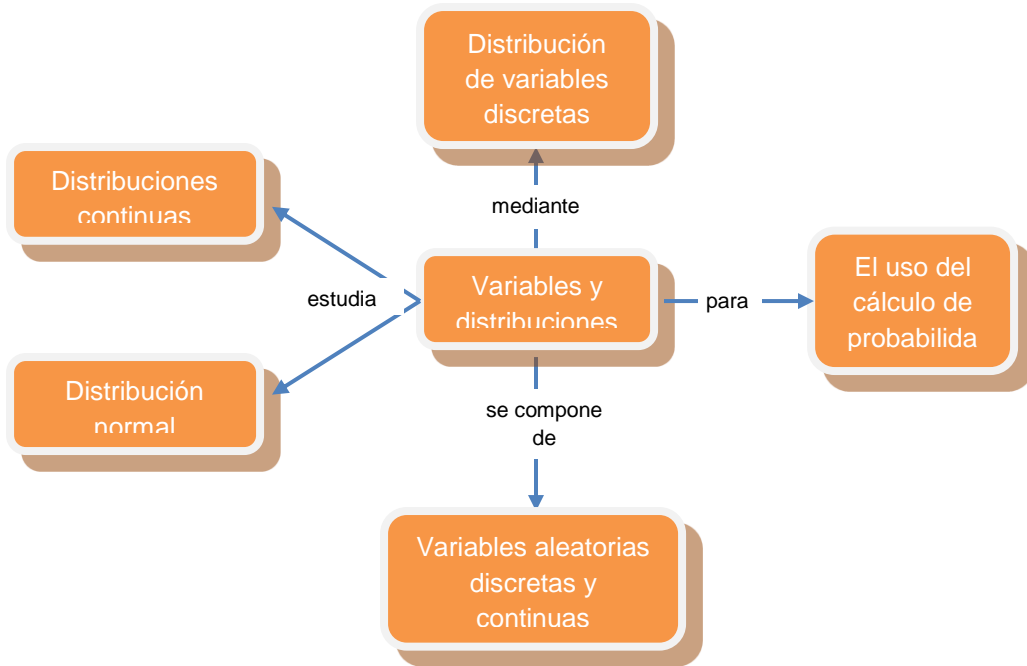 Distribución
de variables
discretas
Distribuciones
continuas
mediante
estudia
Variables y
distribuciones
para
El uso del
cálculo de
probabilida
Distribución
normal
se compone
de
Variables aleatorias
discretas y
continuas